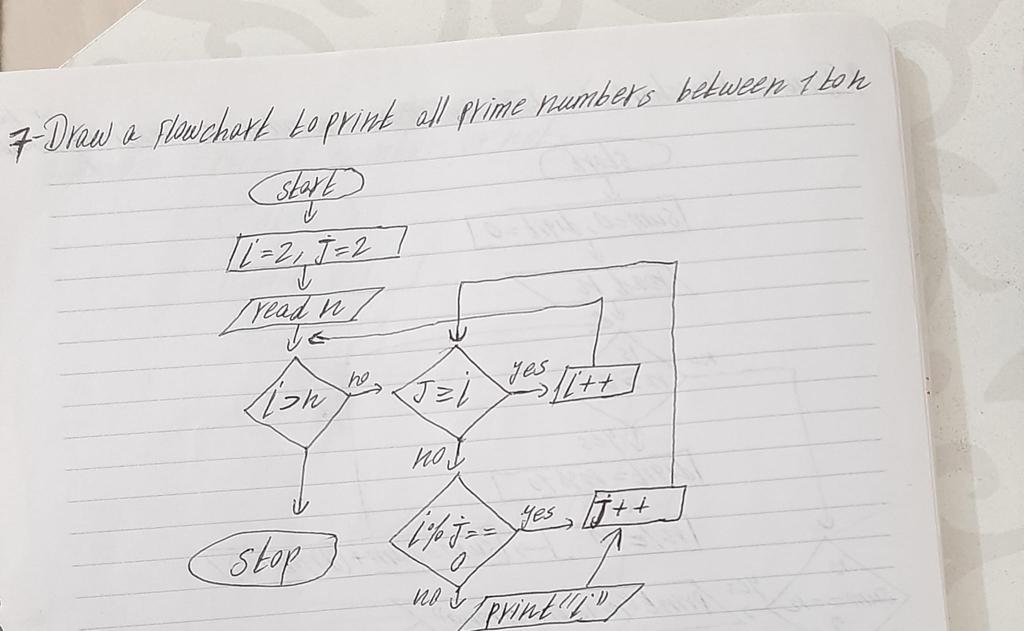 7-Draw a flowchart to print all prime numbers between 1 to n
start
i=2, j=2
read n
i>n
no
J≥i
yes
i++
no
i%j==
0
yes
j++
no
print "i"
stop